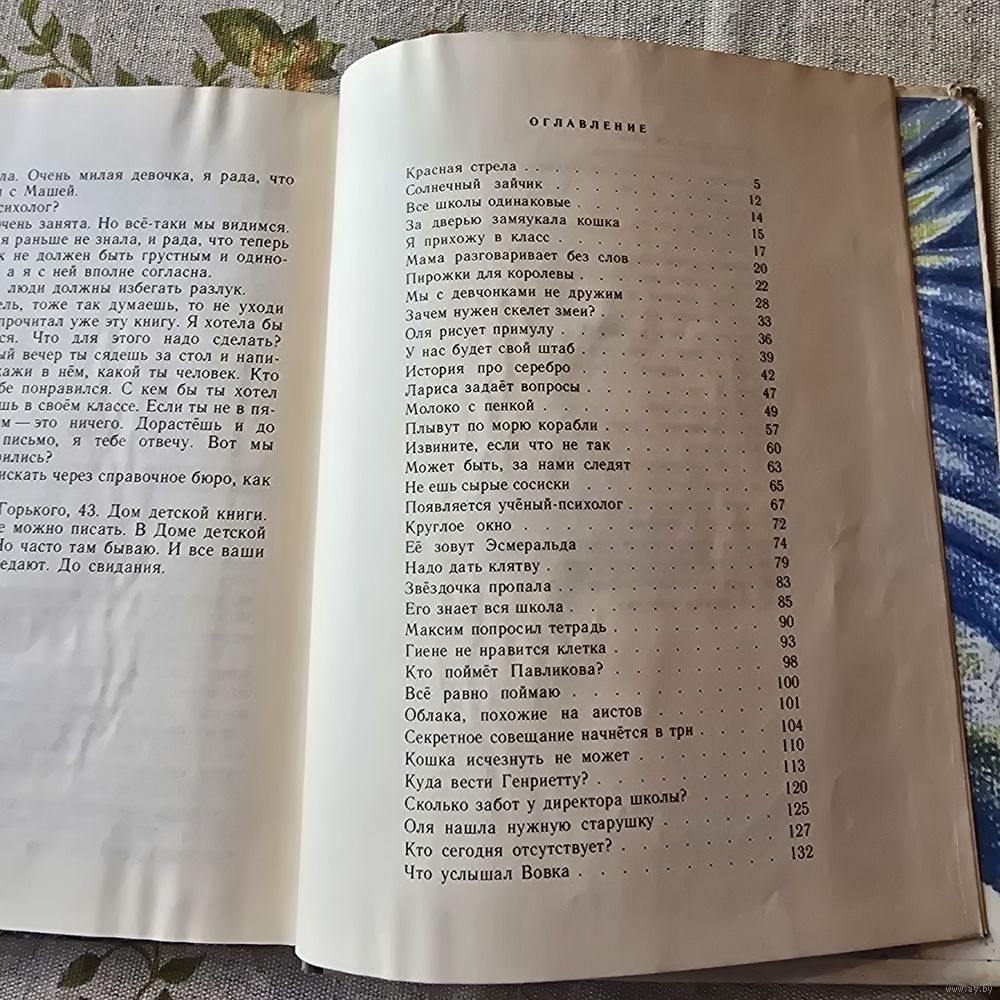 ла. Очень милая девочка, я рада, что
с Машей.
сихолог?
очень занята. Но всё-таки мы видимся.
я раньше не знала, и рада, что теперь
к не должен быть грустным и одино-
а я с ней вполне согласна.
люди должны избегать разлук.
ель, тоже так думаешь, то не уходи
прочитал уже эту книгу. Я хотела бы
ся. Что для этого надо сделать?
ый вечер ты сядешь за стол и напи-
кажи в нём, какой ты человек. Кто
бе понравился. С кем бы ты хотел
шь в своём классе. Если ты не в пя-
ем — это ничего. Дорастёшь и до
письмо, я тебе отвечу. Вот мы
рились?
искать через справочное бюро, как
Горького, 43. Дом детской книги.
е можно писать. В Доме детской
Но часто там бываю. И все ваши
едают. До свидания.
ОГЛАВЛЕНИЕ
Красная стрела . . . . . . . . . . 5
Солнечный зайчик . . . . . . . . . . 12
Все школы одинаковые . . . . . . . . . . 14
За дверью замяукала кошка . . . . . . . 15
Я прихожу в класс . . . . . . . . . . 17
Мама разговаривает без слов . . . . . . . 20
Пирожки для королевы . . . . . . . . . 22
Мы с девчонками не дружим . . . . . . . 28
Зачем нужен скелет змеи? . . . . . . . . 33
Оля рисует примулу . . . . . . . . . . 36
У нас будет свой штаб . . . . . . . . . 39
История про серебро . . . . . . . . . . 42
Лариса задаёт вопросы . . . . . . . . . 47
Молоко с пенкой . . . . . . . . . . 49
Плывут по морю корабли . . . . . . . . 57
Извините, если что не так . . . . . . . . 60
Может быть, за нами следят . . . . . . . 63
Не ешь сырые сосиски . . . . . . . . . 65
Появляется учёный-психолог . . . . . . . 67
Круглое окно . . . . . . . . . . . 72
Её зовут Эсмеральда . . . . . . . . . 74
Надо дать клятву . . . . . . . . . . 79
Звёздочка пропала . . . . . . . . . . 83
Его знает вся школа . . . . . . . . . . 85
Максим попросил тетрадь . . . . . . . . 90
Гиене не нравится клетка . . . . . . . . 93
Кто поймёт Павликова? . . . . . . . . 98
Всё равно поймаю . . . . . . . . . . 100
Облака, похожие на аистов . . . . . . . 101
Секретное совещание начнётся в три . . . . . 104
Кошка исчезнуть не может . . . . . . . . 110
Куда вести Генриетту? . . . . . . . . . 113
Сколько забот у директора школы? . . . . . 120
Оля нашла нужную старушку . . . . . . . 125
Кто сегодня отсутствует? . . . . . . . . 127
Что услышал Вовка . . . . . . . . . . 132
www.ay.by